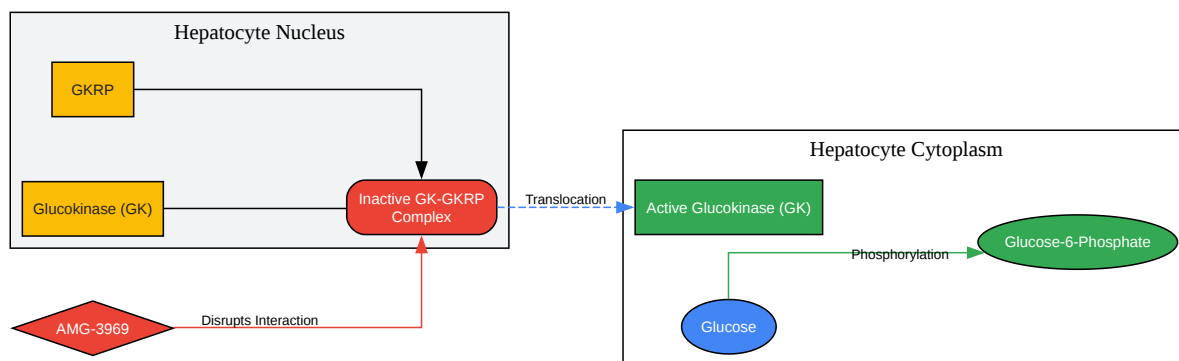 Hepatocyte Nucleus
GKRP
Glucokinase (GK)
Inactive GK-GKRP
Complex
Translocation
Hepatocyte Cytoplasm
Active Glucokinase (GK)
Glucose-6-Phosphate
Phosphorylation
Glucose
AMG-3969
Disrupts Interaction